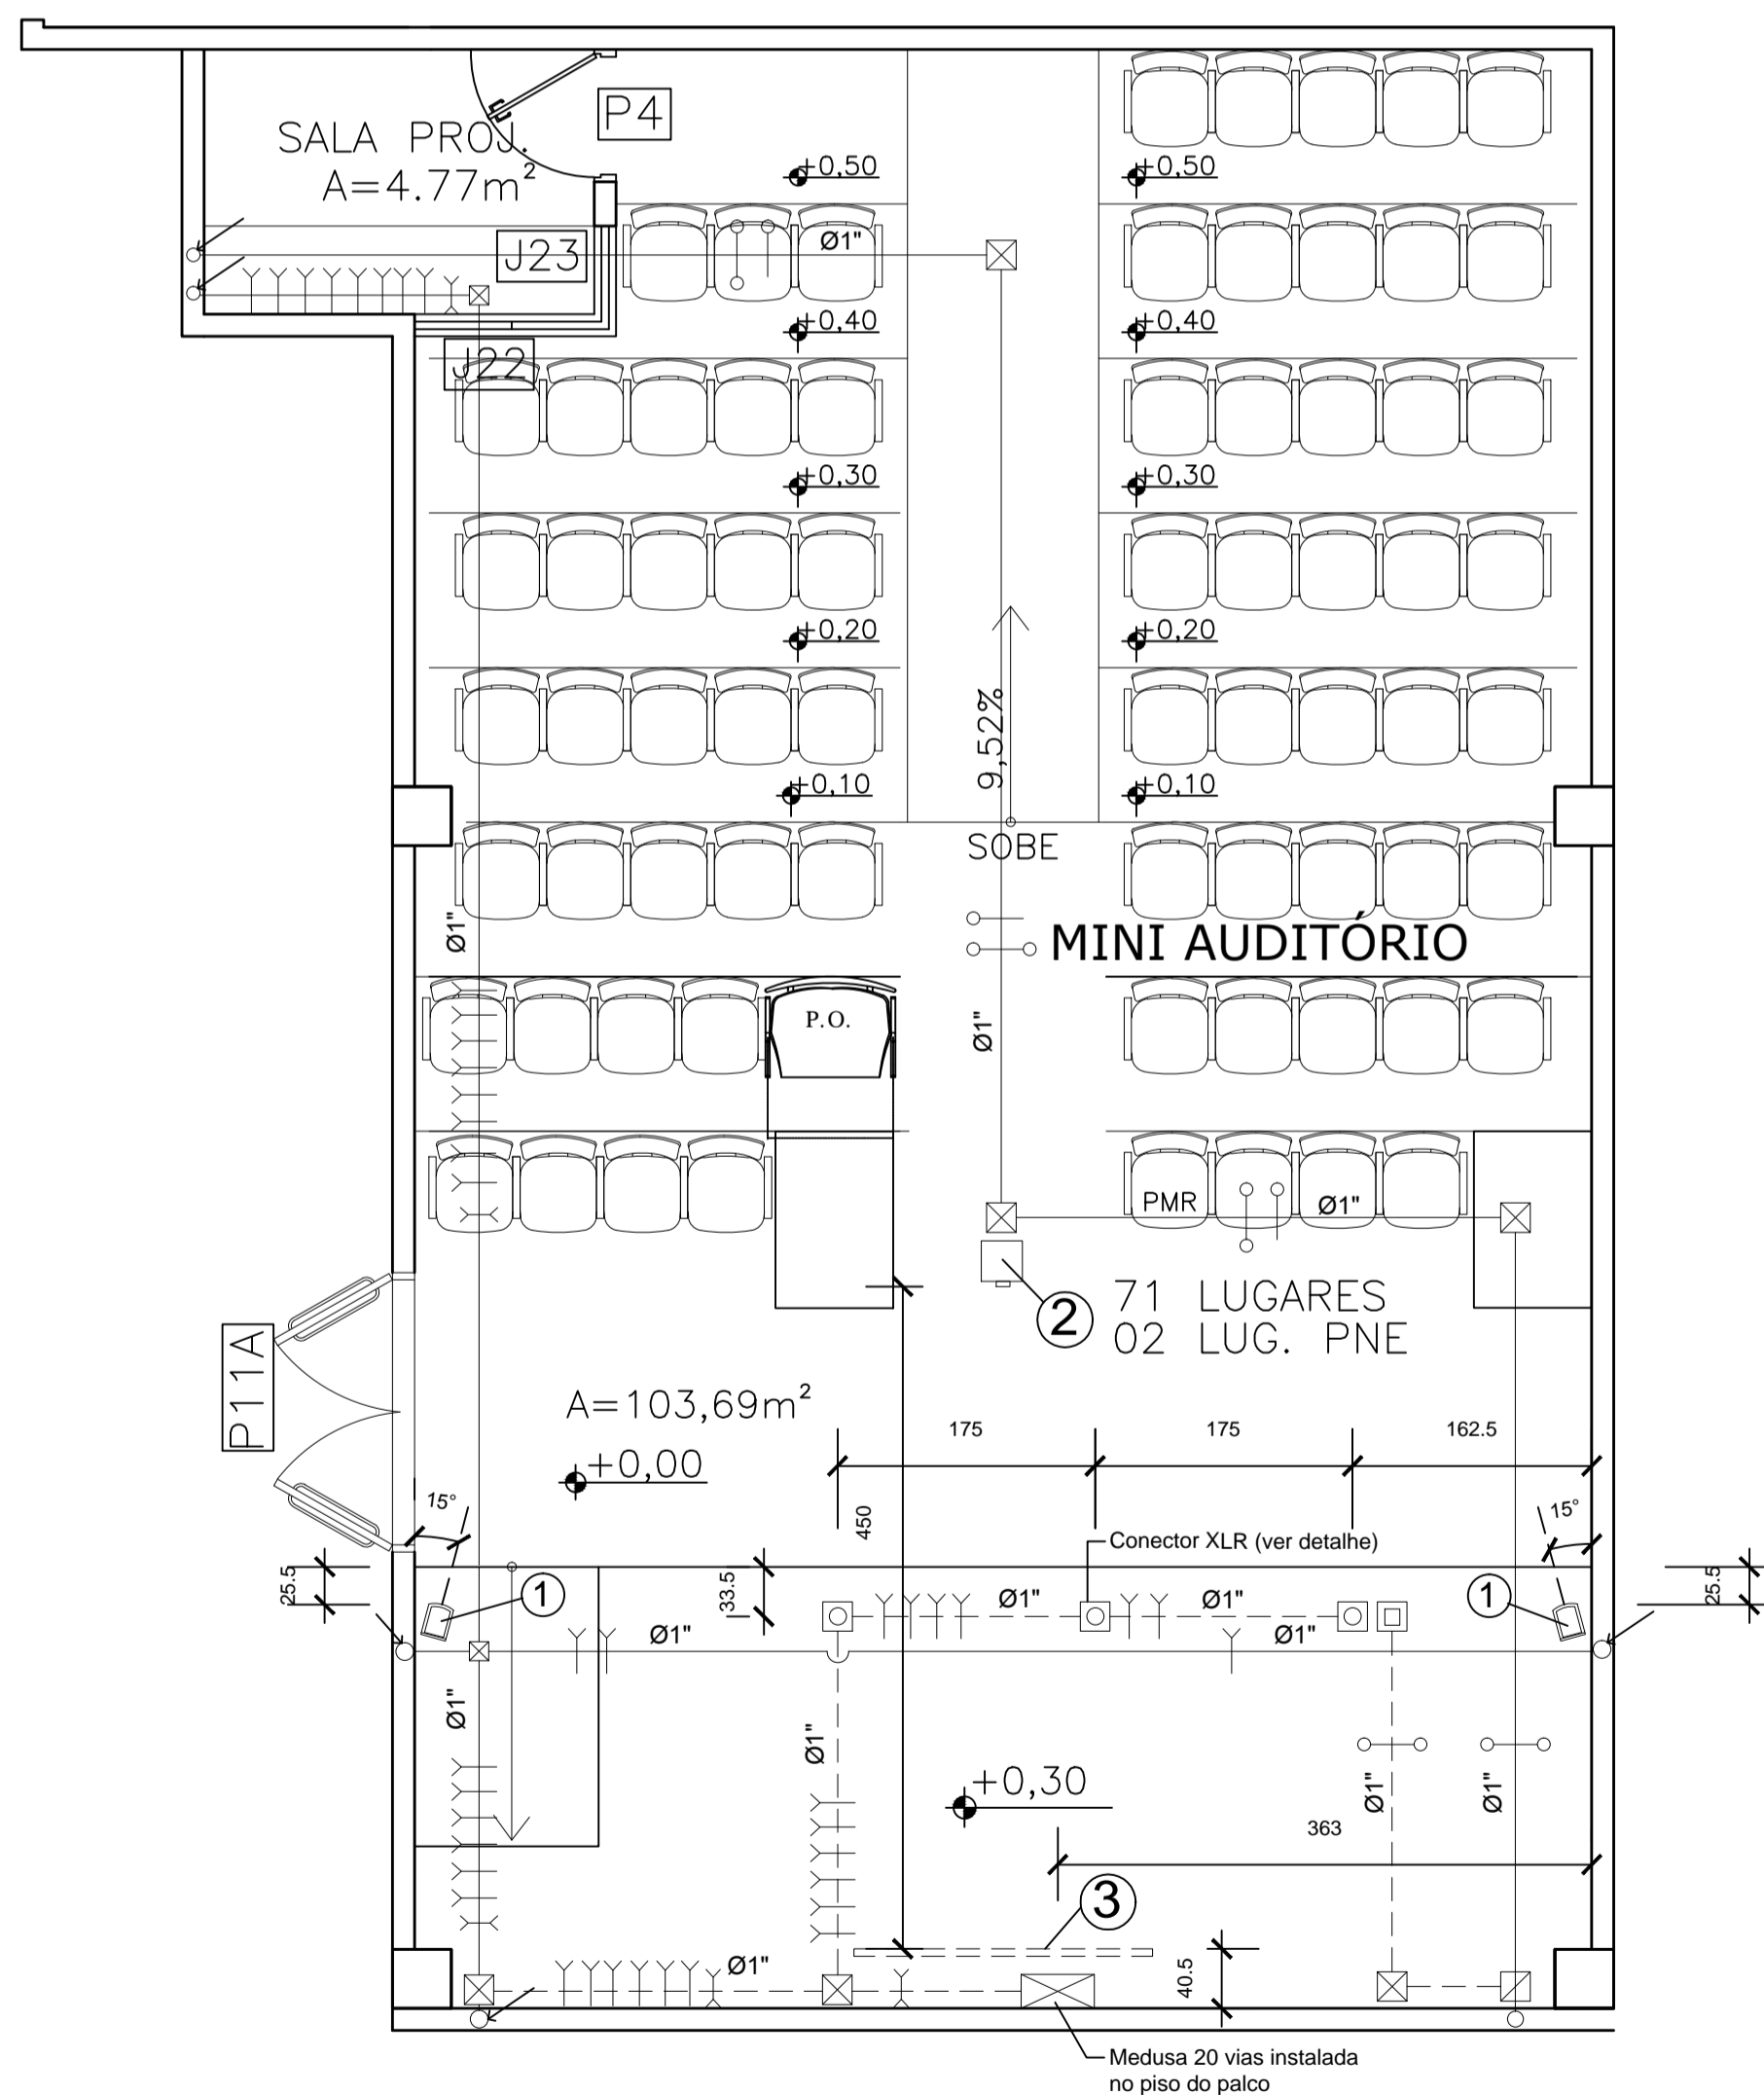 P4
SALA PROJ.
A=4.77m²
+0,50
+0,50
J23
Ø1"
+0,40
+0,40
J22
+0,30
+0,30
+0,20
+0,20
9,52%
+0,10
+0,10
SOBE
Ø1"
MINI AUDITÓRIO
P.O.
Ø1"
PMR
Ø1"
2
71 LUGARES
02 LUG. PNE
P111A
A=103,69m²
175
175
162.5
+0,00
15°
450
15°
Conector XLR (ver detalhe)
25.5
33.5
25.5
1
Ø1"
Ø1"
1
Ø1"
Ø1"
Ø1"
Ø1"
+0,30
Ø1"
Ø1"
363
3
Ø1"
40.5
Medusa 20 vias instalada
no piso do palco